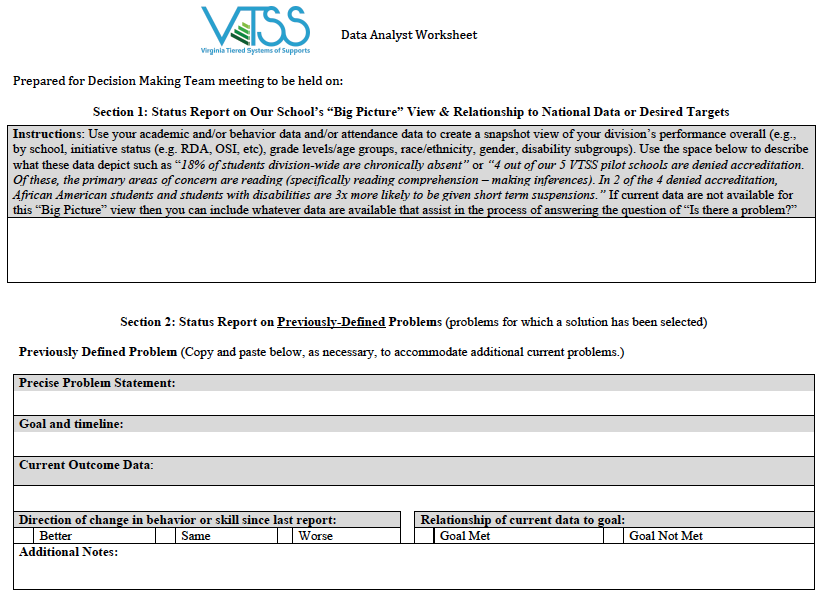 VTSS
Virginia Tiered Systems of Supports
Data Analyst Worksheet
Prepared for Decision Making Team meeting to be held on:
Section 1: Status Report on Our School's “Big Picture” View & Relationship to National Data or Desired Targets
Instructions: Use your academic and/or behavior data and/or attendance data to create a snapshot view of your division's performance overall (e.g.,
by school, initiative status (e.g. RDA, OSI, etc), grade levels/age groups, race/ethnicity, gender, disability subgroups). Use the space below to describe
what these data depict such as “18% of students division-wide are chronically absent” or “4 out of our 5 VTSS pilot schools are denied accreditation.
Of these, the primary areas of concern are reading (specifically reading comprehension – making inferences). In 2 of the 4 denied accreditation,
African American students and students with disabilities are 3x more likely to be given short term suspensions.” If current data are not available for
this “Big Picture” view then you can include whatever data are available that assist in the process of answering the question of “Is there a problem?”
Section 2: Status Report on Previously-Defined Problems (problems for which a solution has been selected)
Previously Defined Problem (Copy and paste below, as necessary, to accommodate additional current problems.)
Precise Problem Statement:
Goal and timeline:
Current Outcome Data:
Direction of change in behavior or skill since last report:
Relationship of current data to goal:
Better
Same
Worse
Goal Met
Goal Not Met
Additional Notes: